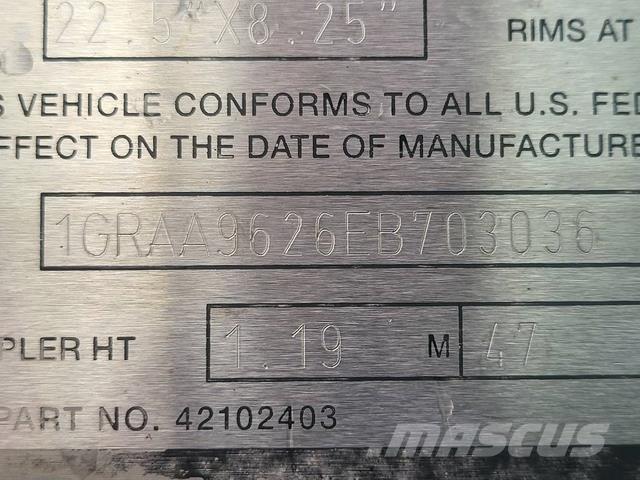 22.5"X8.25" RIMS AT
S VEHICLE CONFORMS TO ALL U.S. FED
FFECT ON THE DATE OF MANUFACTURE
1GRAA9626EB703036
PLER HT 1.19 M 47
PART NO. 42102403
MASCUS